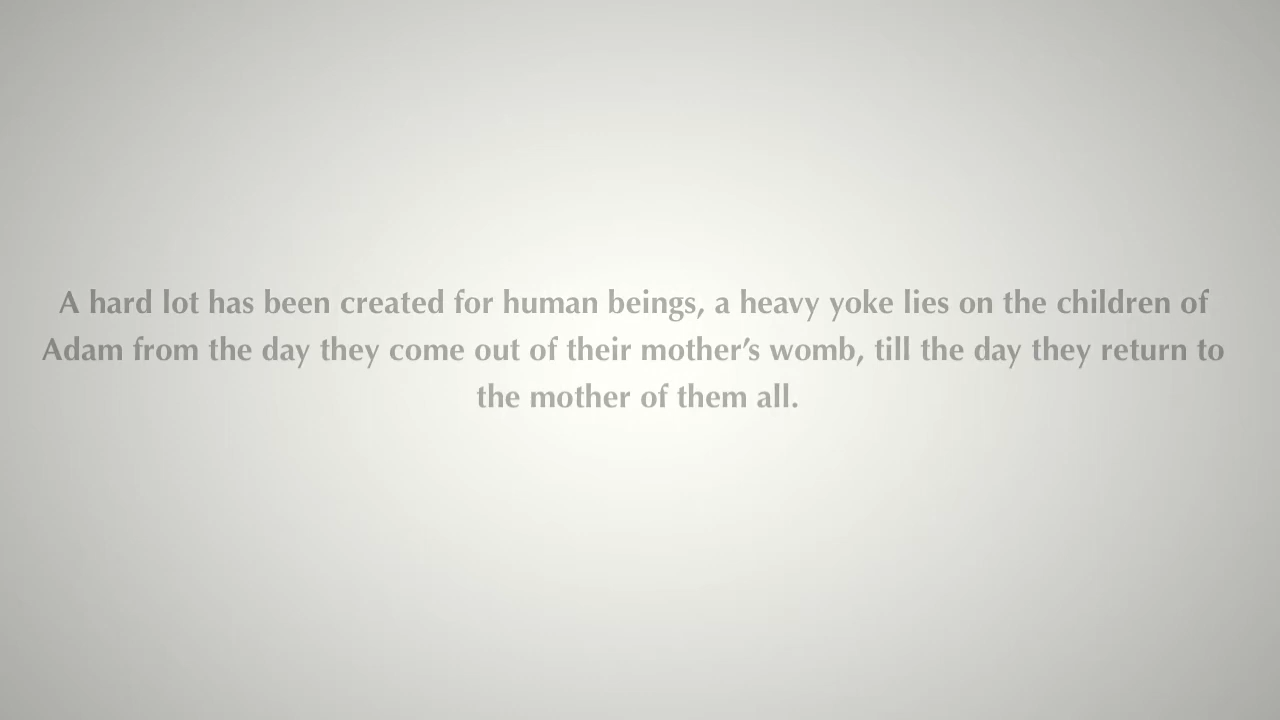 A hard lot has been created for human beings, a heavy yoke lies on the children of
Adam from the day they come out of their mother’s womb, till the day they return to
the mother of them all.